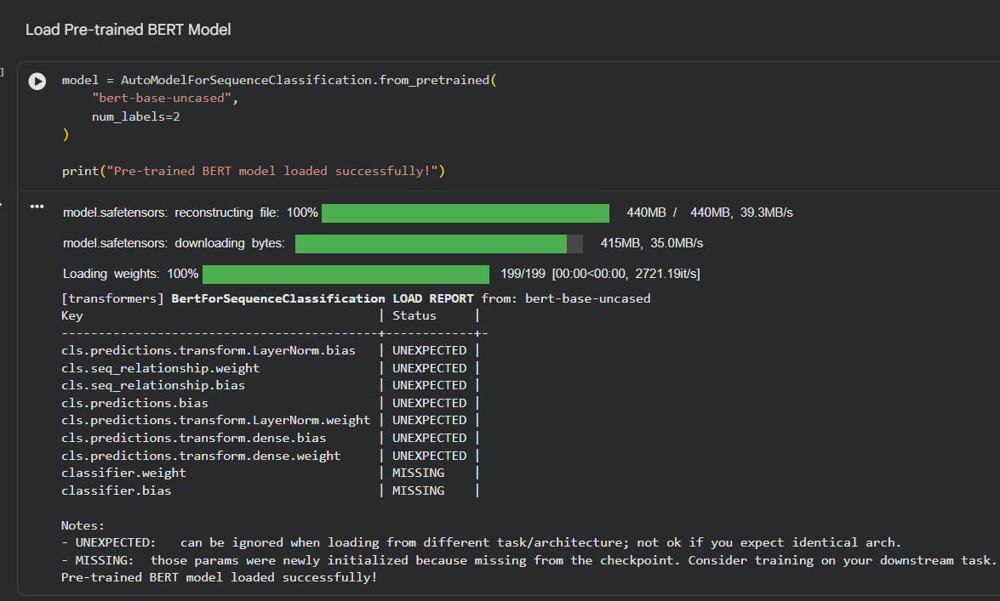 Load Pre-trained BERT Model
]
model = AutoModelForSequenceClassification.from_pretrained(
    "bert-base-uncased",
    num_labels=2
)
print("Pre-trained BERT model loaded successfully!")
model.safetensors: reconstructing file: 100% 440MB / 440MB, 39.3MB/s
model.safetensors: downloading bytes: 415MB, 35.0MB/s
Loading weights: 100% 199/199 [00:00<00:00, 2721.19it/s]
[transformers] BertForSequenceClassification LOAD REPORT from: bert-base-uncased
Key                                        | Status     |
-------------------------------------------+------------+-
cls.predictions.transform.LayerNorm.bias   | UNEXPECTED |
cls.seq_relationship.weight                | UNEXPECTED |
cls.seq_relationship.bias                  | UNEXPECTED |
cls.predictions.bias                       | UNEXPECTED |
cls.predictions.transform.LayerNorm.weight | UNEXPECTED |
cls.predictions.transform.dense.bias       | UNEXPECTED |
cls.predictions.transform.dense.weight     | UNEXPECTED |
classifier.weight                          | MISSING    |
classifier.bias                            | MISSING    |
Notes:
- UNEXPECTED:   can be ignored when loading from different task/architecture; not ok if you expect identical arch.
- MISSING:  those params were newly initialized because missing from the checkpoint. Consider training on your downstream task.
Pre-trained BERT model loaded successfully!